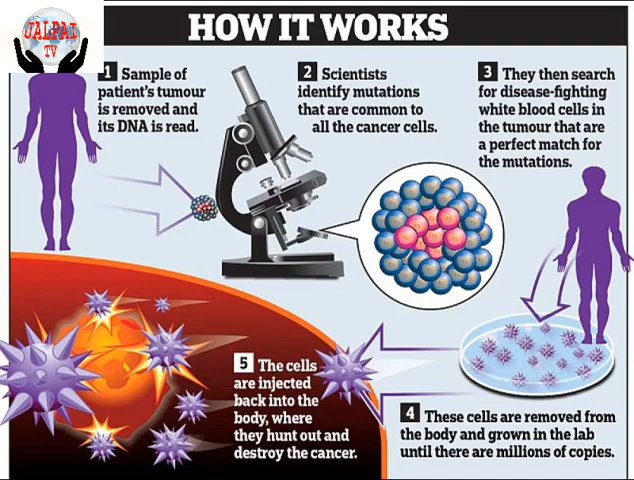 JALPAI
TV
HOW IT WORKS
1 Sample of
patient's tumour
is removed and
its DNA is read.
2 Scientists
identify mutations
that are common to
all the cancer cells.
3 They then search
for disease-fighting
white blood cells in
the tumour that are
a perfect match for
the mutations.
4 These cells are removed from
the body and grown in the lab
until there are millions of copies.
5 The cells
are injected
back into the
body, where
they hunt out and
destroy the cancer.